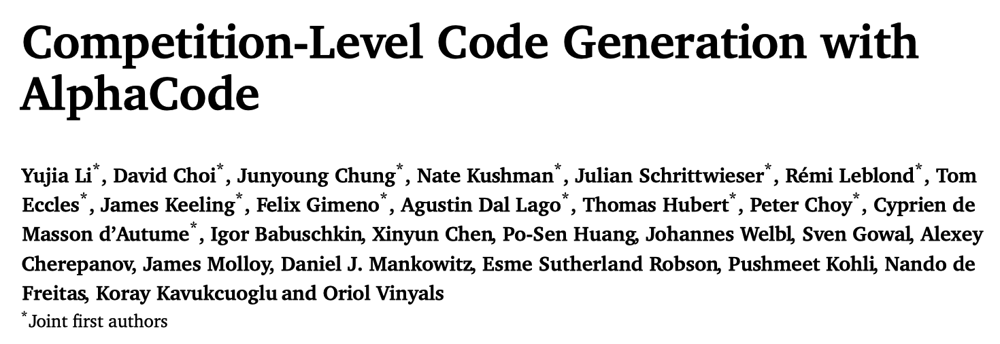 Competition-Level Code Generation with
AlphaCode
Yujia Li*, David Choi*, Junyoung Chung*, Nate Kushman*, Julian Schrittwieser*, Rémi Leblond*, Tom
Eccles*, James Keeling*, Felix Gimeno*, Agustin Dal Lago*, Thomas Hubert*, Peter Choy*, Cyprien de
Masson d’Autume*, Igor Babuschkin, Xinyun Chen, Po-Sen Huang, Johannes Welbl, Sven Gowal, Alexey
Cherepanov, James Molloy, Daniel J. Mankowitz, Esme Sutherland Robson, Pushmeet Kohli, Nando de
Freitas, Koray Kavukcuoglu and Oriol Vinyals
*Joint first authors